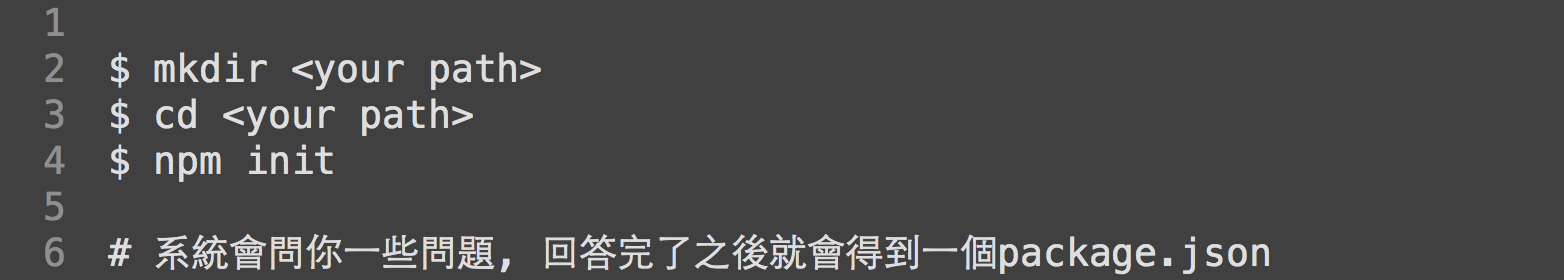 1
2 $ mkdir <your path>
3 $ cd <your path>
4 $ npm init
5
6 # 系統會問你一些問題, 回答完了之後就會得到一個package.json